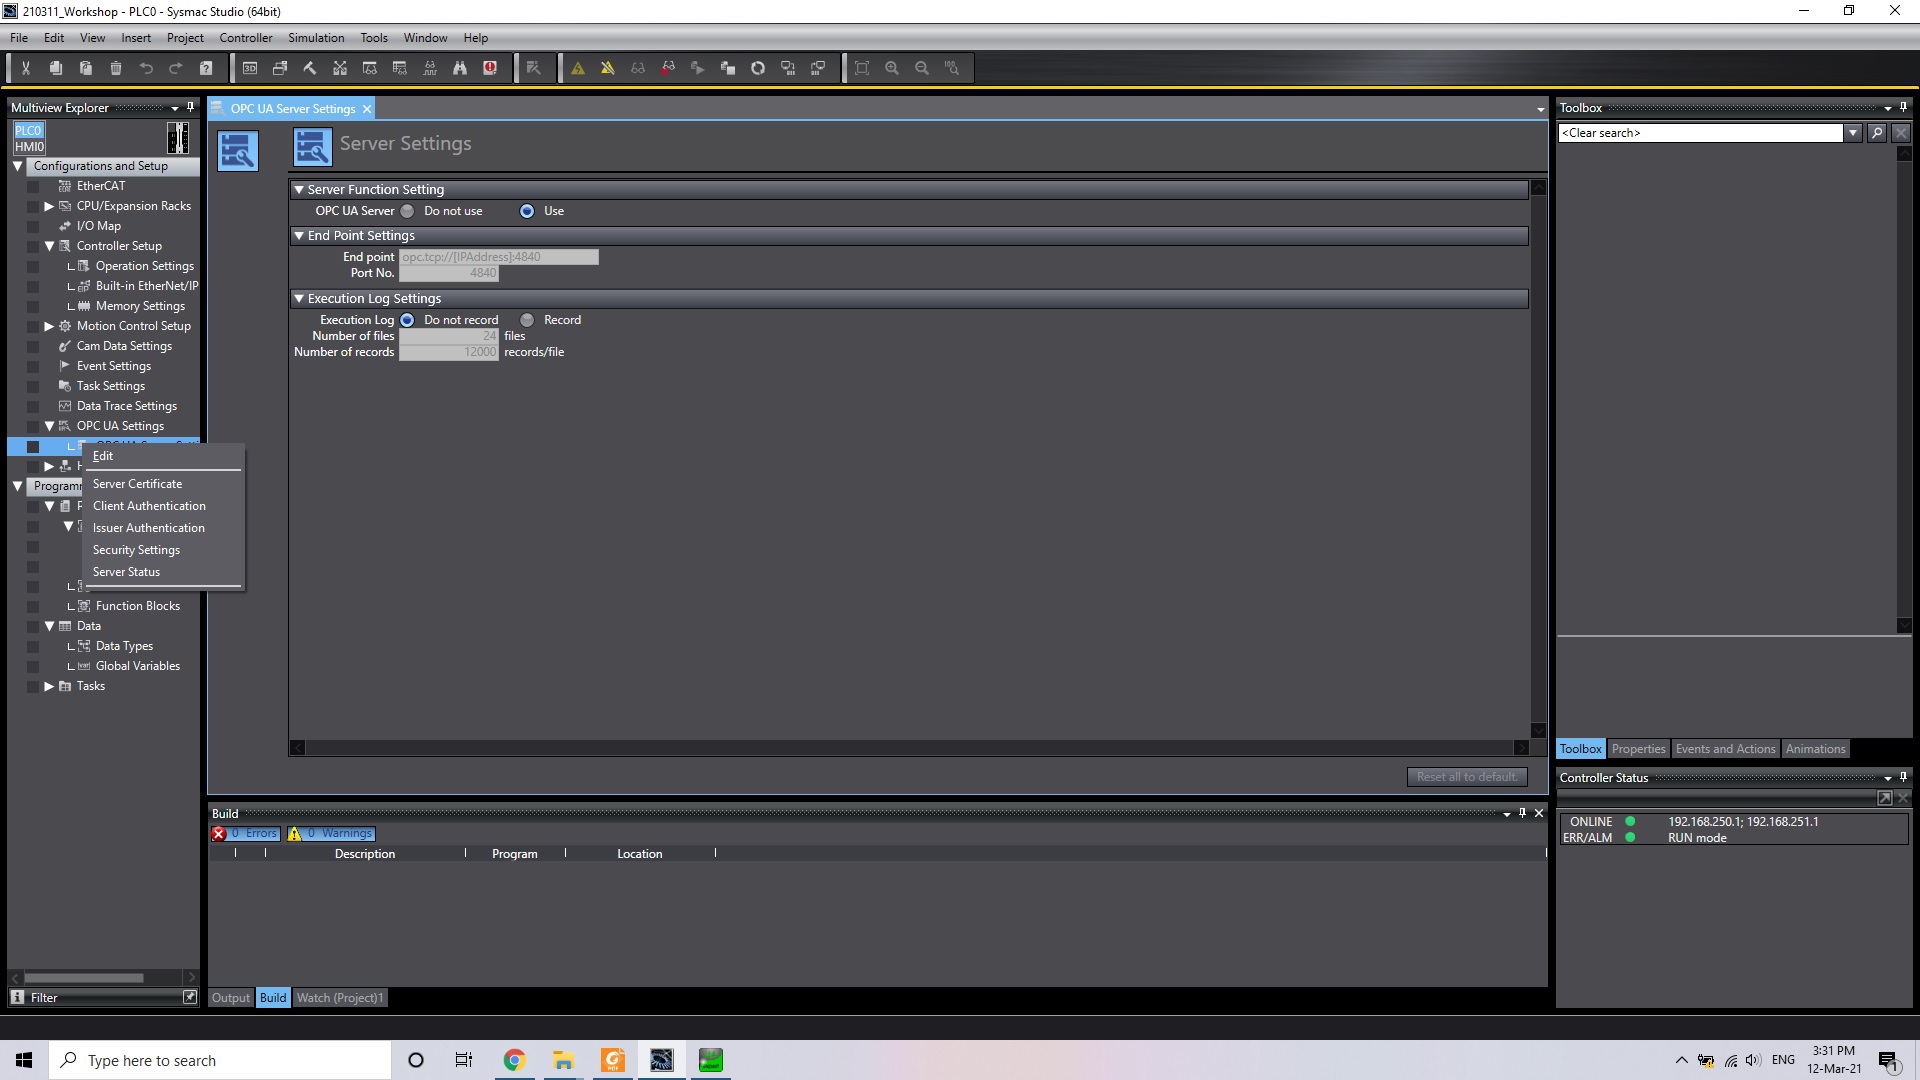 210311_Workshop - PLC0 - Sysmac Studio (64bit)
File Edit View Insert Project Controller Simulation Tools Window Help
Multiview Explorer
PLC0
HMI0
Configurations and Setup
EtherCAT
CPU/Expansion Racks
I/O Map
Controller Setup
Operation Settings
Built-in EtherNet/IP
Memory Settings
Motion Control Setup
Cam Data Settings
Event Settings
Task Settings
Data Trace Settings
OPC UA Settings
Edit
Server Certificate
Client Authentication
Issuer Authentication
Security Settings
Server Status
Function Blocks
Data
Data Types
Global Variables
Tasks
Filter
OPC UA Server Settings
Server Settings
Server Function Setting
OPC UA Server Do not use Use
End Point Settings
End point opc.tcp://[IPAddress]:4840
Port No. 4840
Execution Log Settings
Execution Log Do not record Record
Number of files 24 files
Number of records 12000 records/file
Reset all to default.
Build
0 Errors 0 Warnings
Description Program Location
Output Build Watch (Project)1
Toolbox
<Clear search>
Toolbox Properties Events and Actions Animations
Controller Status
ONLINE 192.168.250.1; 192.168.251.1
ERR/ALM RUN mode
Type here to search
ENG
3:31 PM
12-Mar-21
1